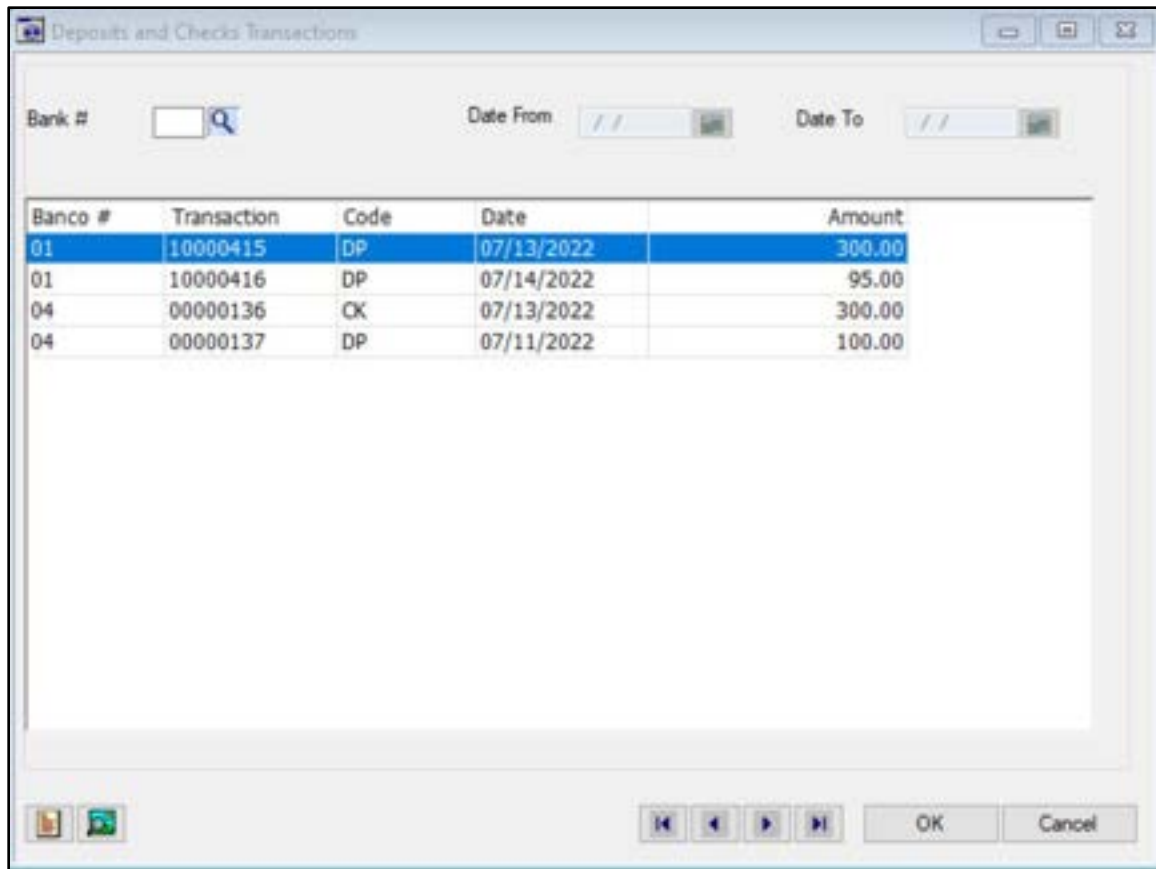 Deposits and Checks Transactions
Bank # Date From / / Date To / /
Banco # Transaction Code Date Amount
01 10000415 DP 07/13/2022 300.00
01 10000416 DP 07/14/2022 95.00
04 00000136 CK 07/13/2022 300.00
04 00000137 DP 07/11/2022 100.00
OK Cancel